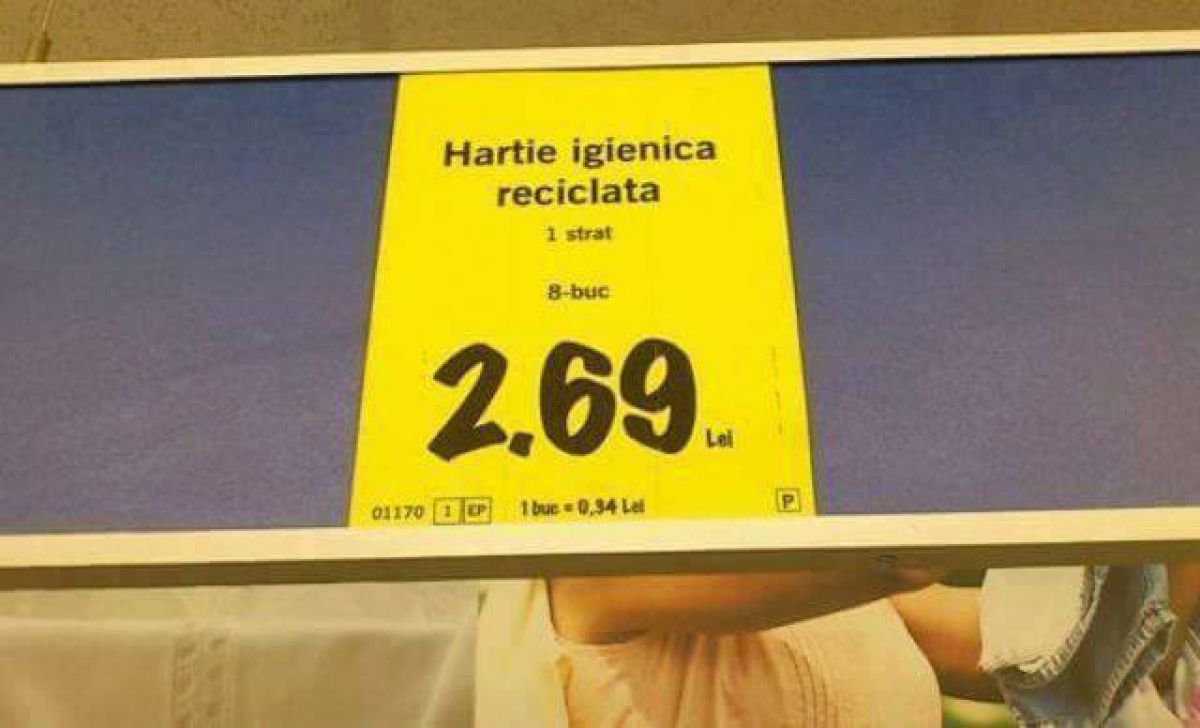 Hartie igienica
reciclata
1 strat
8-buc
2.69 Lei
01170 1 EP 1 buc = 0,34 Lei P